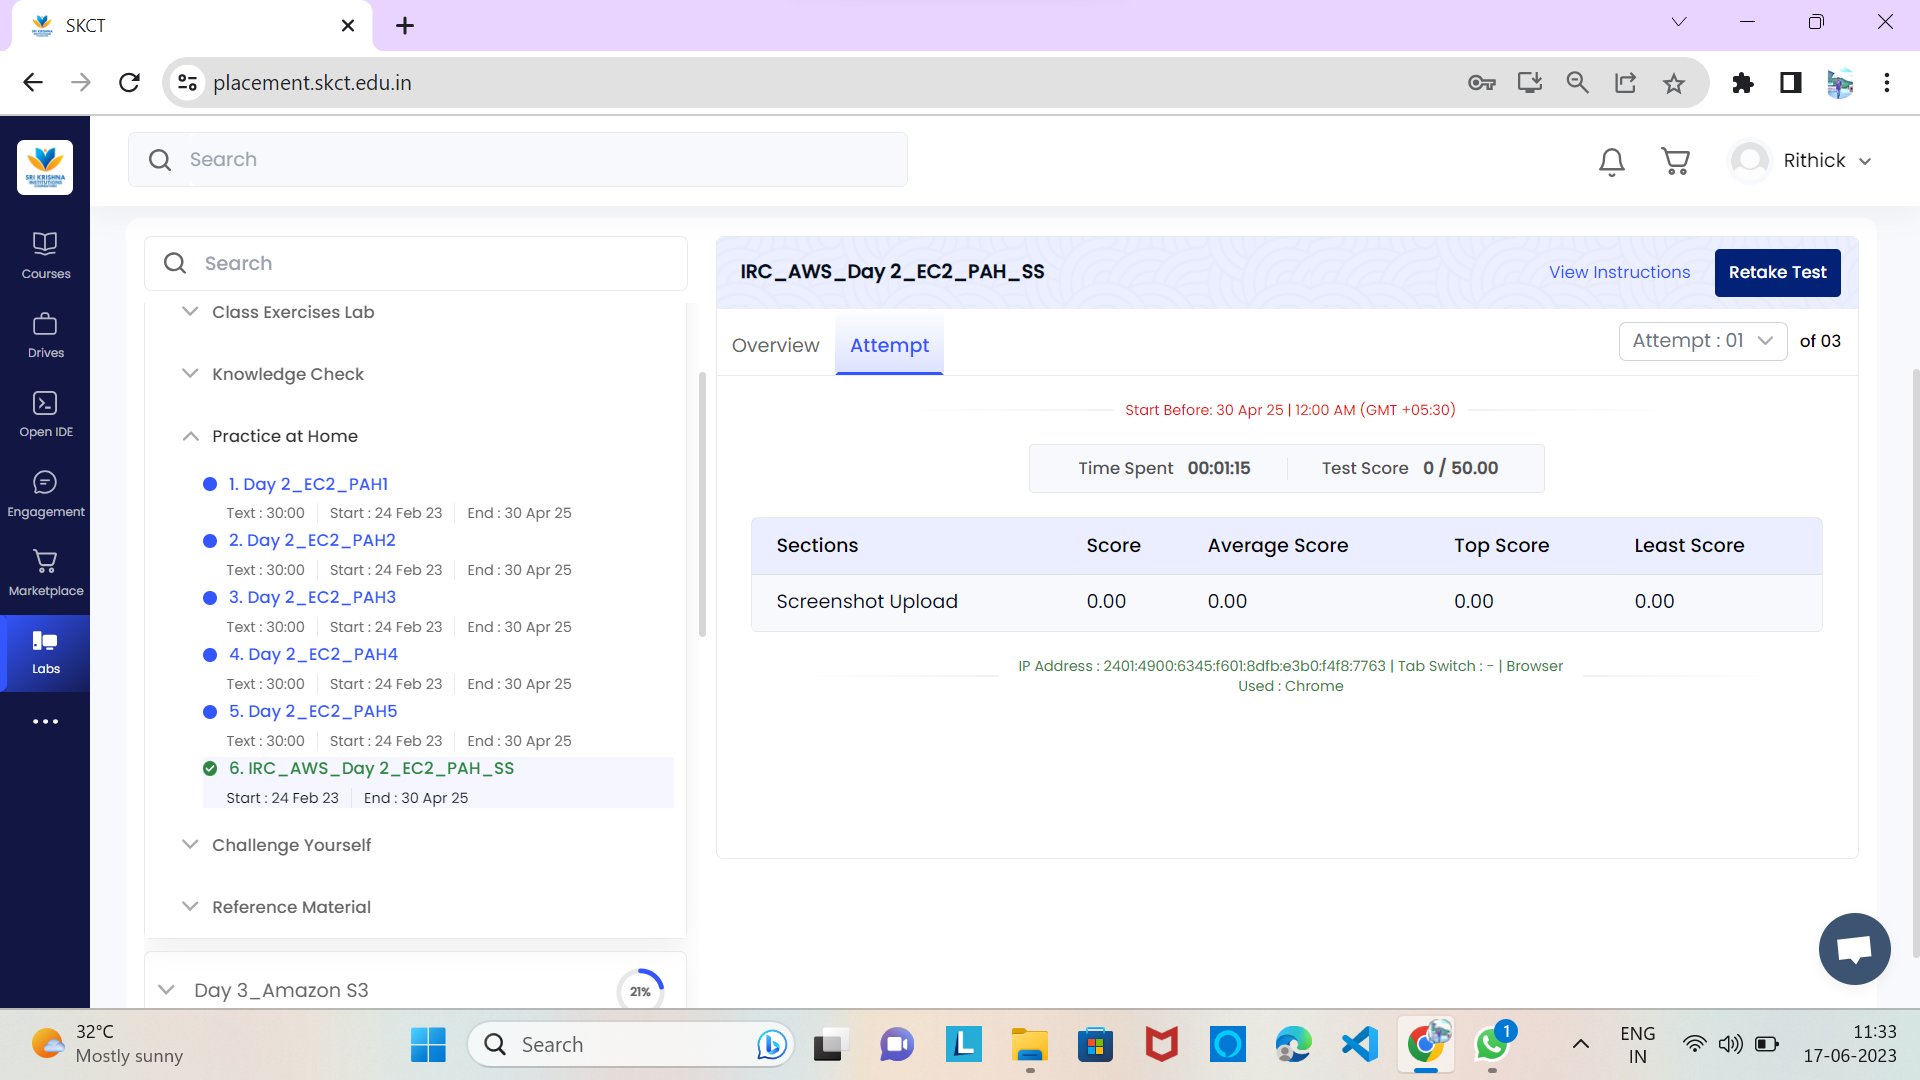 SKCT
placement.skct.edu.in
SRI KRISHNA
INSTITUTIONS
Search
Rithick
Courses
Drives
Open IDE
Engagement
Marketplace
Labs
Search
Class Exercises Lab
Knowledge Check
Practice at Home
1. Day 2_EC2_PAH1
Text : 30:00 Start : 24 Feb 23 End : 30 Apr 25
2. Day 2_EC2_PAH2
Text : 30:00 Start : 24 Feb 23 End : 30 Apr 25
3. Day 2_EC2_PAH3
Text : 30:00 Start : 24 Feb 23 End : 30 Apr 25
4. Day 2_EC2_PAH4
Text : 30:00 Start : 24 Feb 23 End : 30 Apr 25
5. Day 2_EC2_PAH5
Text : 30:00 Start : 24 Feb 23 End : 30 Apr 25
6. IRC_AWS_Day 2_EC2_PAH_SS
Start : 24 Feb 23 End : 30 Apr 25
Challenge Yourself
Reference Material
Day 3_Amazon S3 21%
IRC_AWS_Day 2_EC2_PAH_SS View Instructions Retake Test
Overview Attempt Attempt : 01 of 03
Start Before: 30 Apr 25 | 12:00 AM (GMT +05:30)
Time Spent 00:01:15 Test Score 0 / 50.00
Sections Score Average Score Top Score Least Score
Screenshot Upload 0.00 0.00 0.00 0.00
IP Address : 2401:4900:6345:f601:8dfb:e3b0:f4f8:7763 | Tab Switch : - | Browser
Used : Chrome
32°C
Mostly sunny
Search
L
1
ENG
IN
11:33
17-06-2023